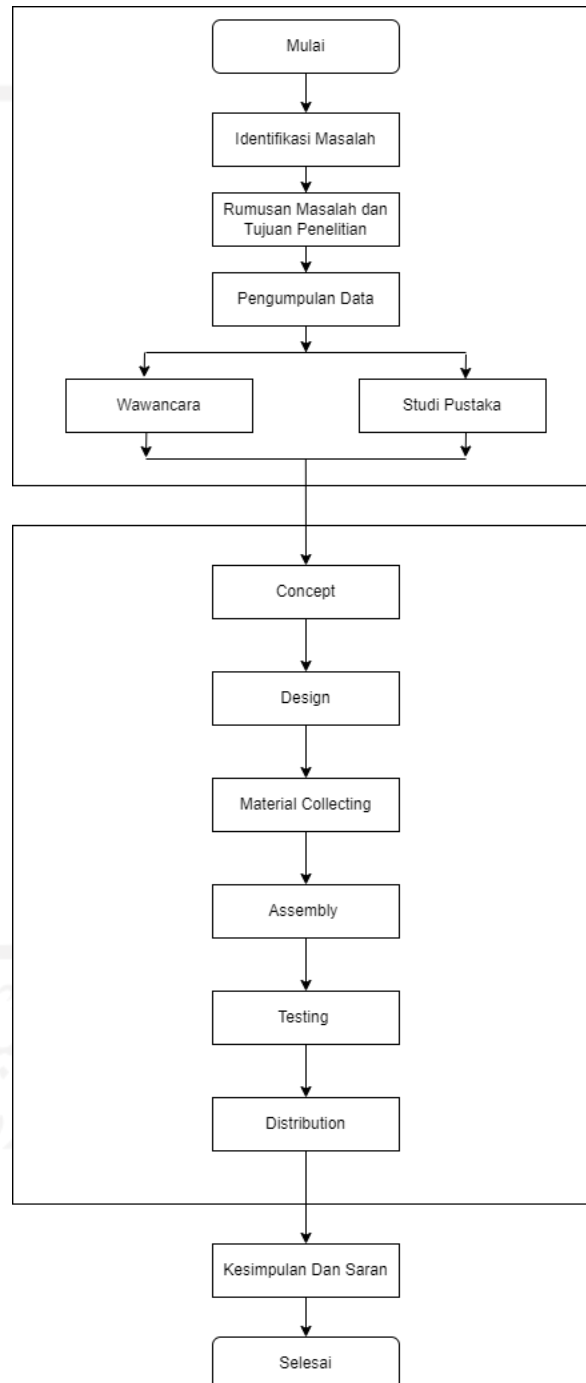 Mulai
Identifikasi Masalah
Rumusan Masalah dan
Tujuan Penelitian
Pengumpulan Data
Wawancara
Studi Pustaka
Concept
Design
Material Collecting
Assembly
Testing
Distribution
Kesimpulan Dan Saran
Selesai